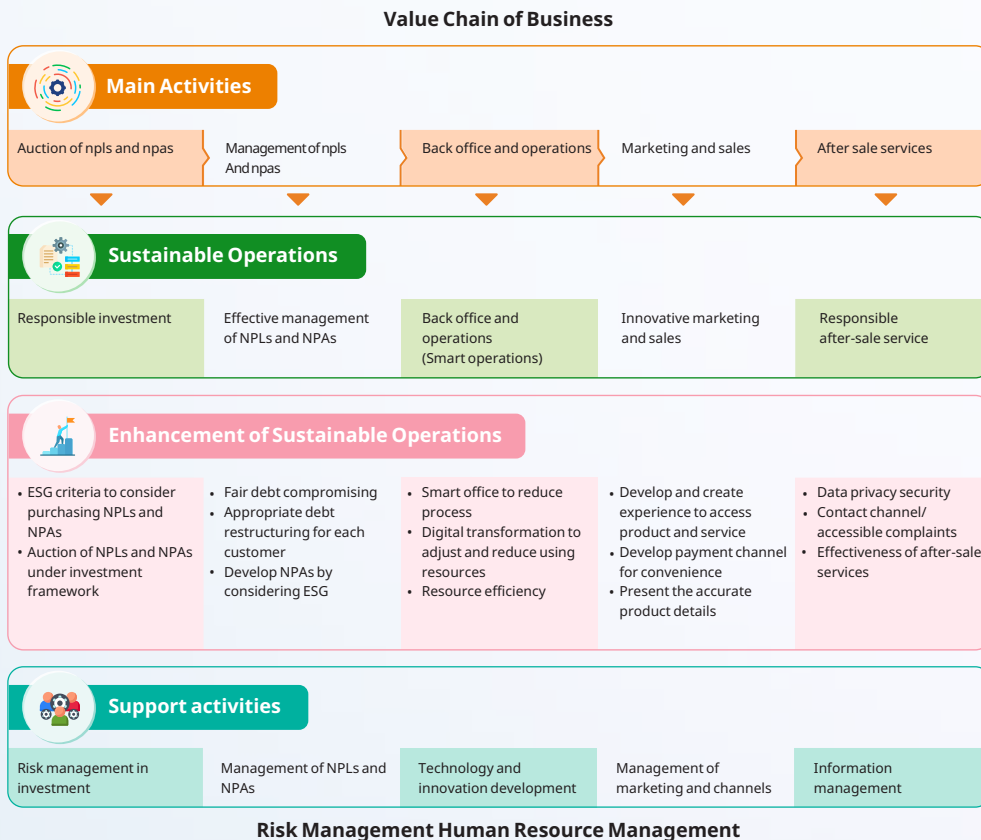 Value Chain of Business
Main Activities
Auction of npls and npas
Management of npls
And npas
Back office and operations
Marketing and sales
After sale services
Sustainable Operations
Responsible investment
Effective management
of NPLs and NPAs
Back office and
operations
(Smart operations)
Innovative marketing
and sales
Responsible
after-sale service
Enhancement of Sustainable Operations
• ESG criteria to consider
purchasing NPLs and
NPAs
• Auction of NPLs and NPAs
under investment
framework
• Fair debt compromising
• Appropriate debt
restructuring for each
customer
• Develop NPAs by
considering ESG
• Smart office to reduce
process
• Digital transformation to
adjust and reduce using
resources
• Resource efficiency
• Develop and create
experience to access
product and service
• Develop payment channel
for convenience
• Present the accurate
product details
• Data privacy security
• Contact channel/
accessible complaints
• Effectiveness of after-sale
services
Support activities
Risk management in
investment
Management of NPLs and
NPAs
Technology and
innovation development
Management of
marketing and channels
Information
management
Risk Management Human Resource Management